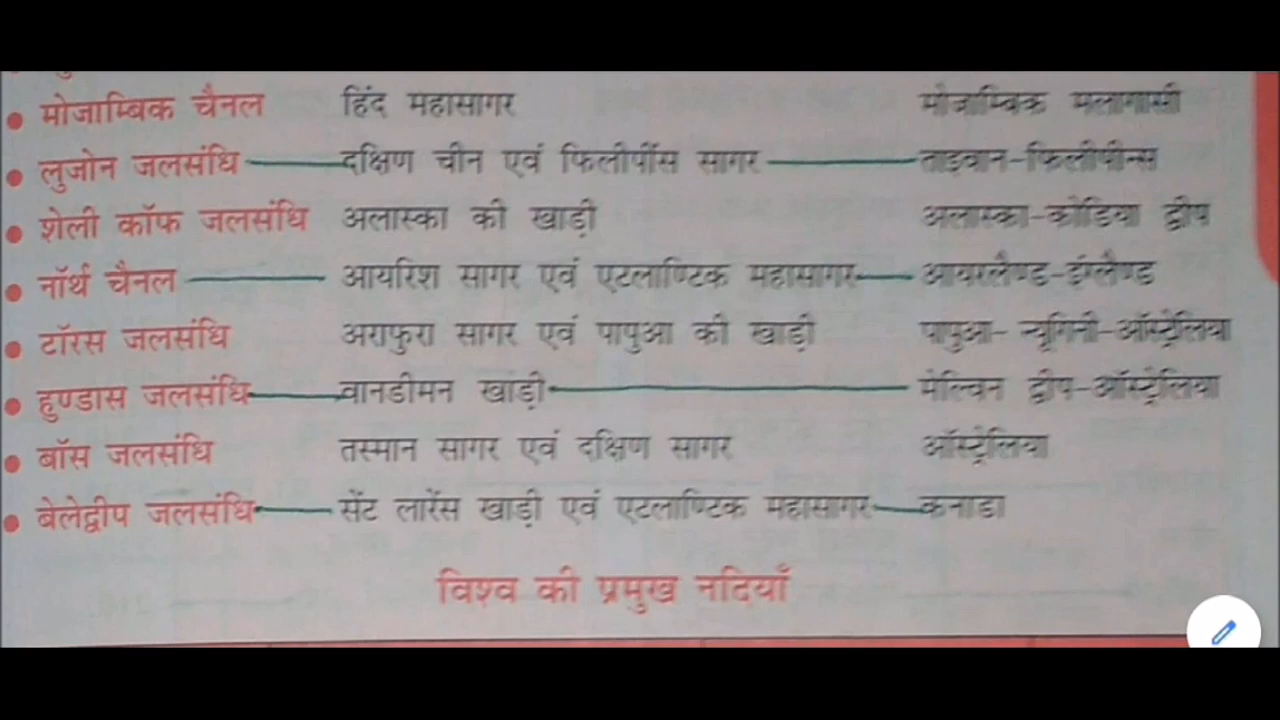 मोजाम्बिक चैनल हिंद महासागर मोजाम्बिक मलागासी
लुजोन जलसंधि दक्षिण चीन एवं फिलीपींस सागर ताइवान-फिलीपीन्स
शेली कॉफ जलसंधि अलास्का की खाड़ी अलास्का-कोडिया द्वीप
नॉर्थ चैनल आयरिश सागर एवं एटलाण्टिक महासागर आयरलैण्ड-इंग्लैण्ड
टॉरस जलसंधि अराफुरा सागर एवं पापुआ की खाड़ी पापुआ- न्यूगिनी-ऑस्ट्रेलिया
हुण्डास जलसंधि वानडीमन खाड़ी मेल्विन द्वीप-ऑस्ट्रेलिया
बॉस जलसंधि तस्मान सागर एवं दक्षिण सागर ऑस्ट्रेलिया
बेलेद्वीप जलसंधि सेंट लारेंस खाड़ी एवं एटलाण्टिक महासागर कनाडा
विश्व की प्रमुख नदियाँ